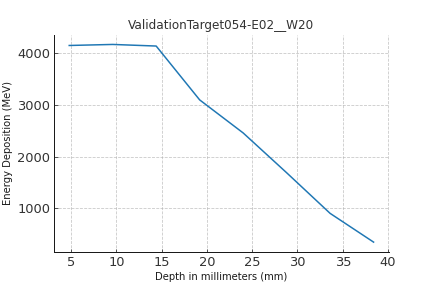 ValidationTarget054-E02__W20
Energy Deposition (MeV)
4000
3000
2000
1000
5 10 15 20 25 30 35 40
Depth in millimeters (mm)